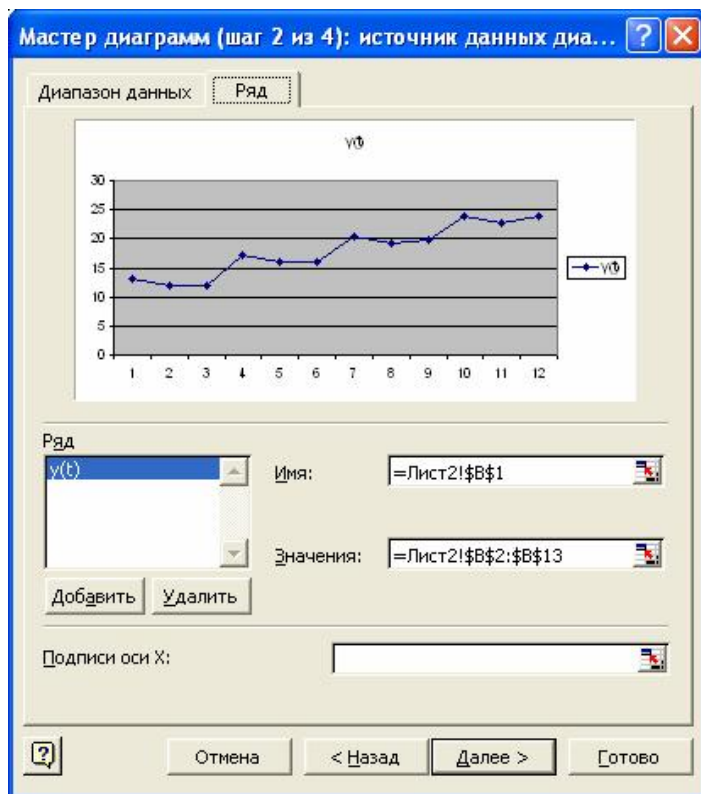 Мастер диаграмм (шаг 2 из 4): источник данных диа... ?
Диапазон данных Ряд
y(t)
30
25
20
15
10
5
0
y(t)
1 2 3 4 5 6 7 8 9 10 11 12
Ряд
y(t)
Имя: =Лист2!$B$1
Значения: =Лист2!$B$2:$B$13
Добавить Удалить
Подписи оси X:
? Отмена < Назад Далее > Готово